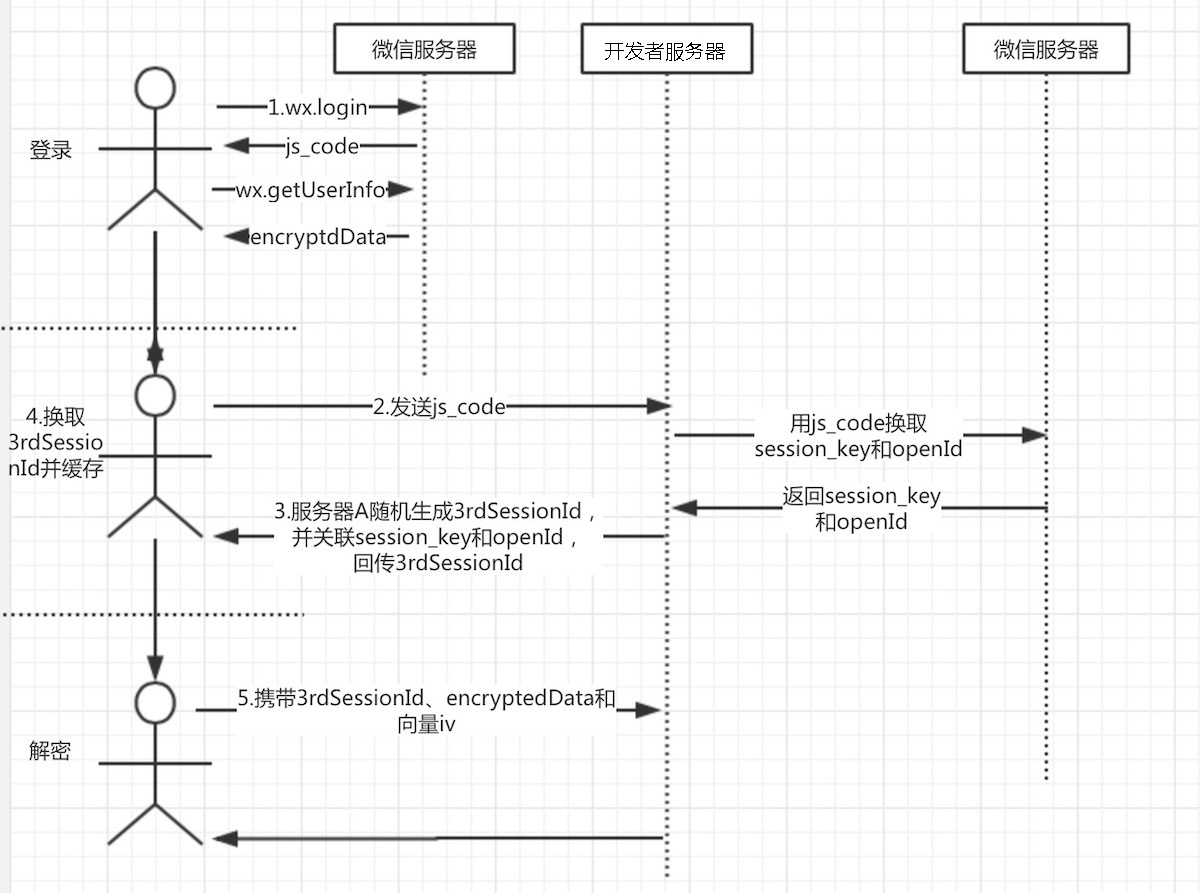 微信服务器
开发者服务器
微信服务器
1.wx.login
登录
js_code
wx.getUserInfo
encryptdData
4.换取
3rdSessio
nId并缓存
2.发送js_code
用js_code换取
session_key和openId
返回session_key
和openId
3.服务器A随机生成3rdSessionId，
并关联session_key和openId，
回传3rdSessionId
5.携带3rdSessionId、encryptedData和
向量iv
解密